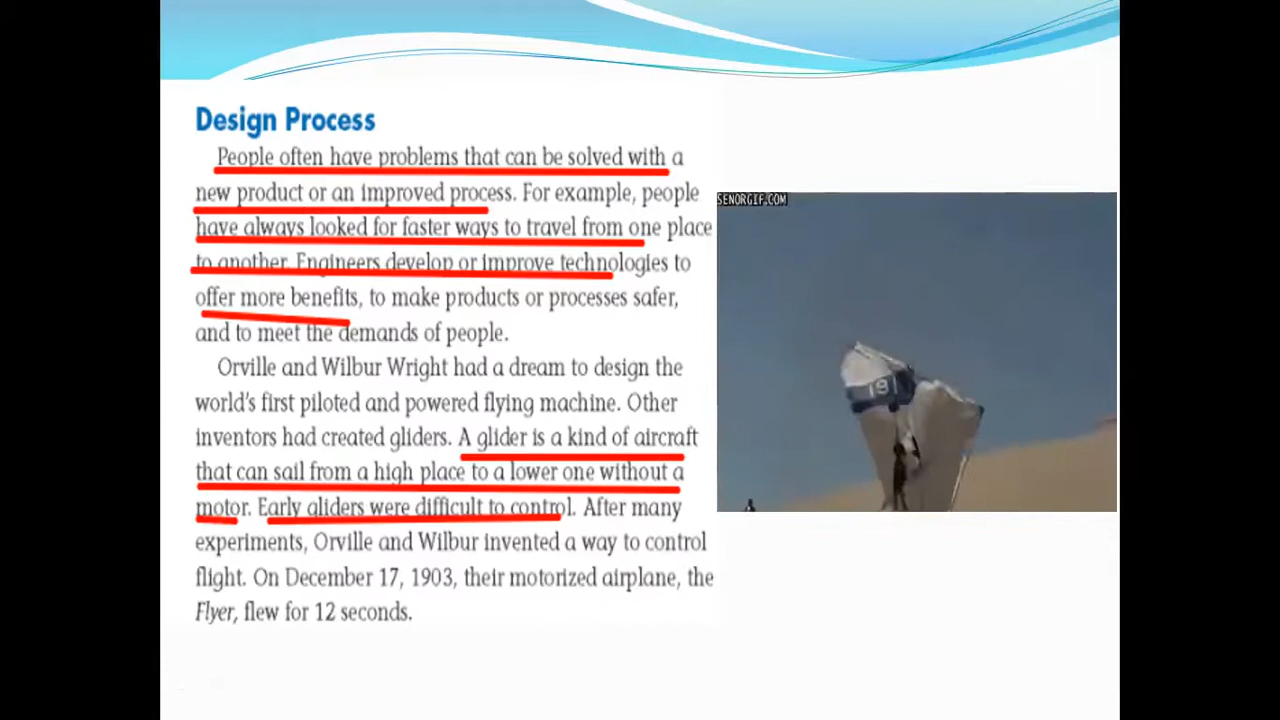 Design Process
People often have problems that can be solved with a
new product or an improved process. For example, people
have always looked for faster ways to travel from one place
to another. Engineers develop or improve technologies to
offer more benefits, to make products or processes safer,
and to meet the demands of people.
Orville and Wilbur Wright had a dream to design the
world's first piloted and powered flying machine. Other
inventors had created gliders. A glider is a kind of aircraft
that can sail from a high place to a lower one without a
motor. Early gliders were difficult to control. After many
experiments, Orville and Wilbur invented a way to control
flight. On December 17, 1903, their motorized airplane, the
Flyer, flew for 12 seconds.
SENORGIF.COM
191